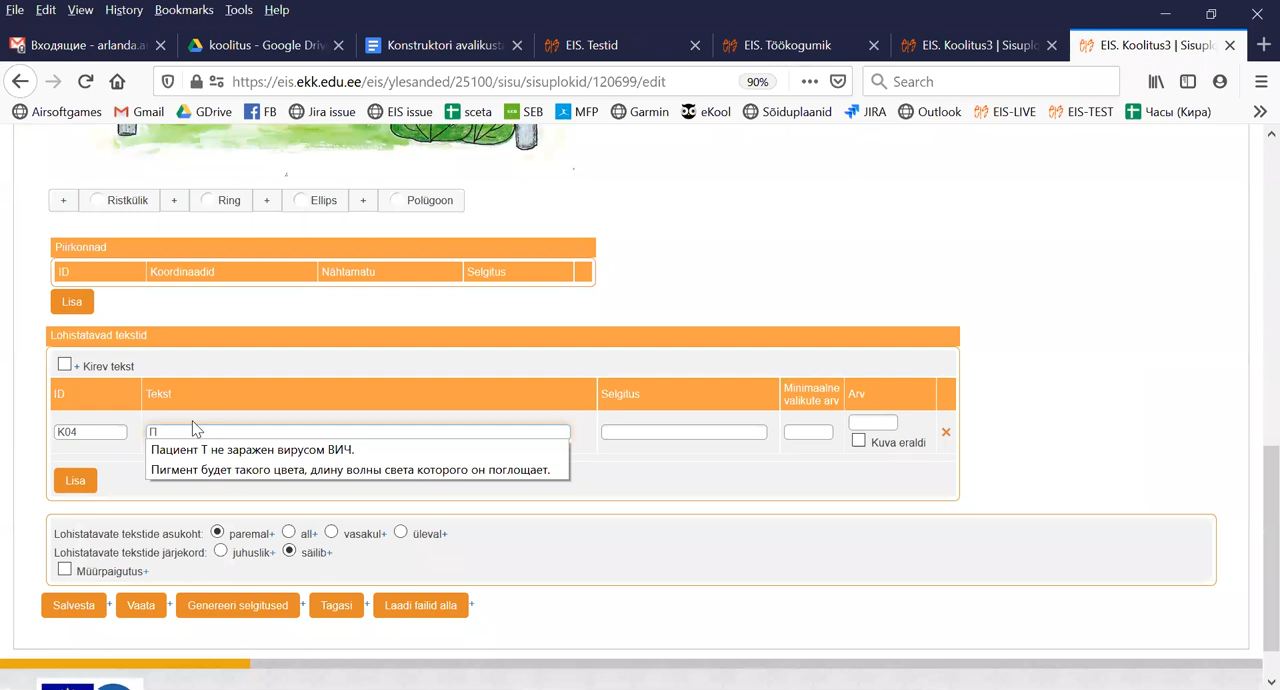 File Edit View History Bookmarks Tools Help
Входящие - arlanda.a
koolitus - Google Driv
Konstruktori avalikusta
EIS. Testid
EIS. Töökogumik
EIS. Koolitus3 | Sisuplo
EIS. Koolitus3 | Sisuplo
https://eis.ekk.edu.ee/eis/ylesanded/25100/sisu/sisuplokid/120699/edit 90% Search
Airsoftgames Gmail GDrive FB Jira issue EIS issue sceta SEB MFP Garmin eKool Sõiduplaanid JIRA Outlook EIS-LIVE EIS-TEST Часы (Кира)
+ Ristkülik + Ring + Ellips + Polügoon
Piirkonnad
ID Koordinaadid Nähtamatu Selgitus
Lisa
Lohistatavad tekstid
+ Kirev tekst
ID Tekst Selgitus Minimaalne valikute arv Arv
K04 П
Kuva eraldi
Пациент Т не заражен вирусом ВИЧ.
Пигмент будет такого цвета, длину волны света которого он поглощает.
Lisa
Lohistatavate tekstide asukoht: paremal+ all+ vasakul+ üleval+
Lohistatavate tekstide järjekord: juhuslik+ säilib+
Müürpaigutus+
Salvesta + Vaata + Genereeri selgitused + Tagasi + Laadi failid alla +